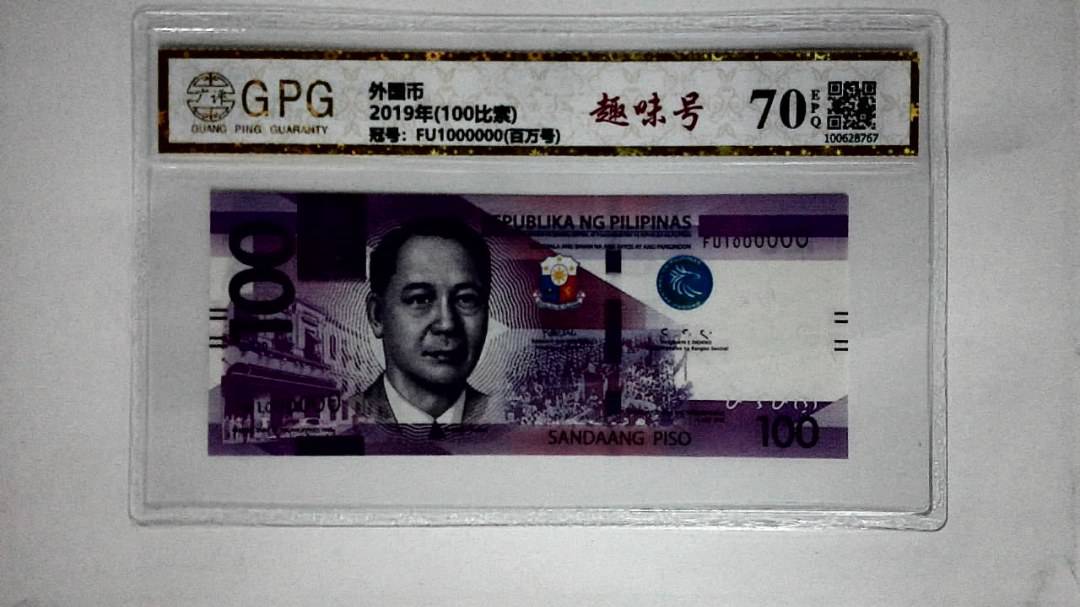 GPG
GUANG PING GUARANTY
外国币
2019年(100比索)
冠号：FU1000000(百万号)
趣味号
70
EPQ
100628767
REPUBLIKA NG PILIPINAS
FU1000000
100
SANDAANG PISO
100